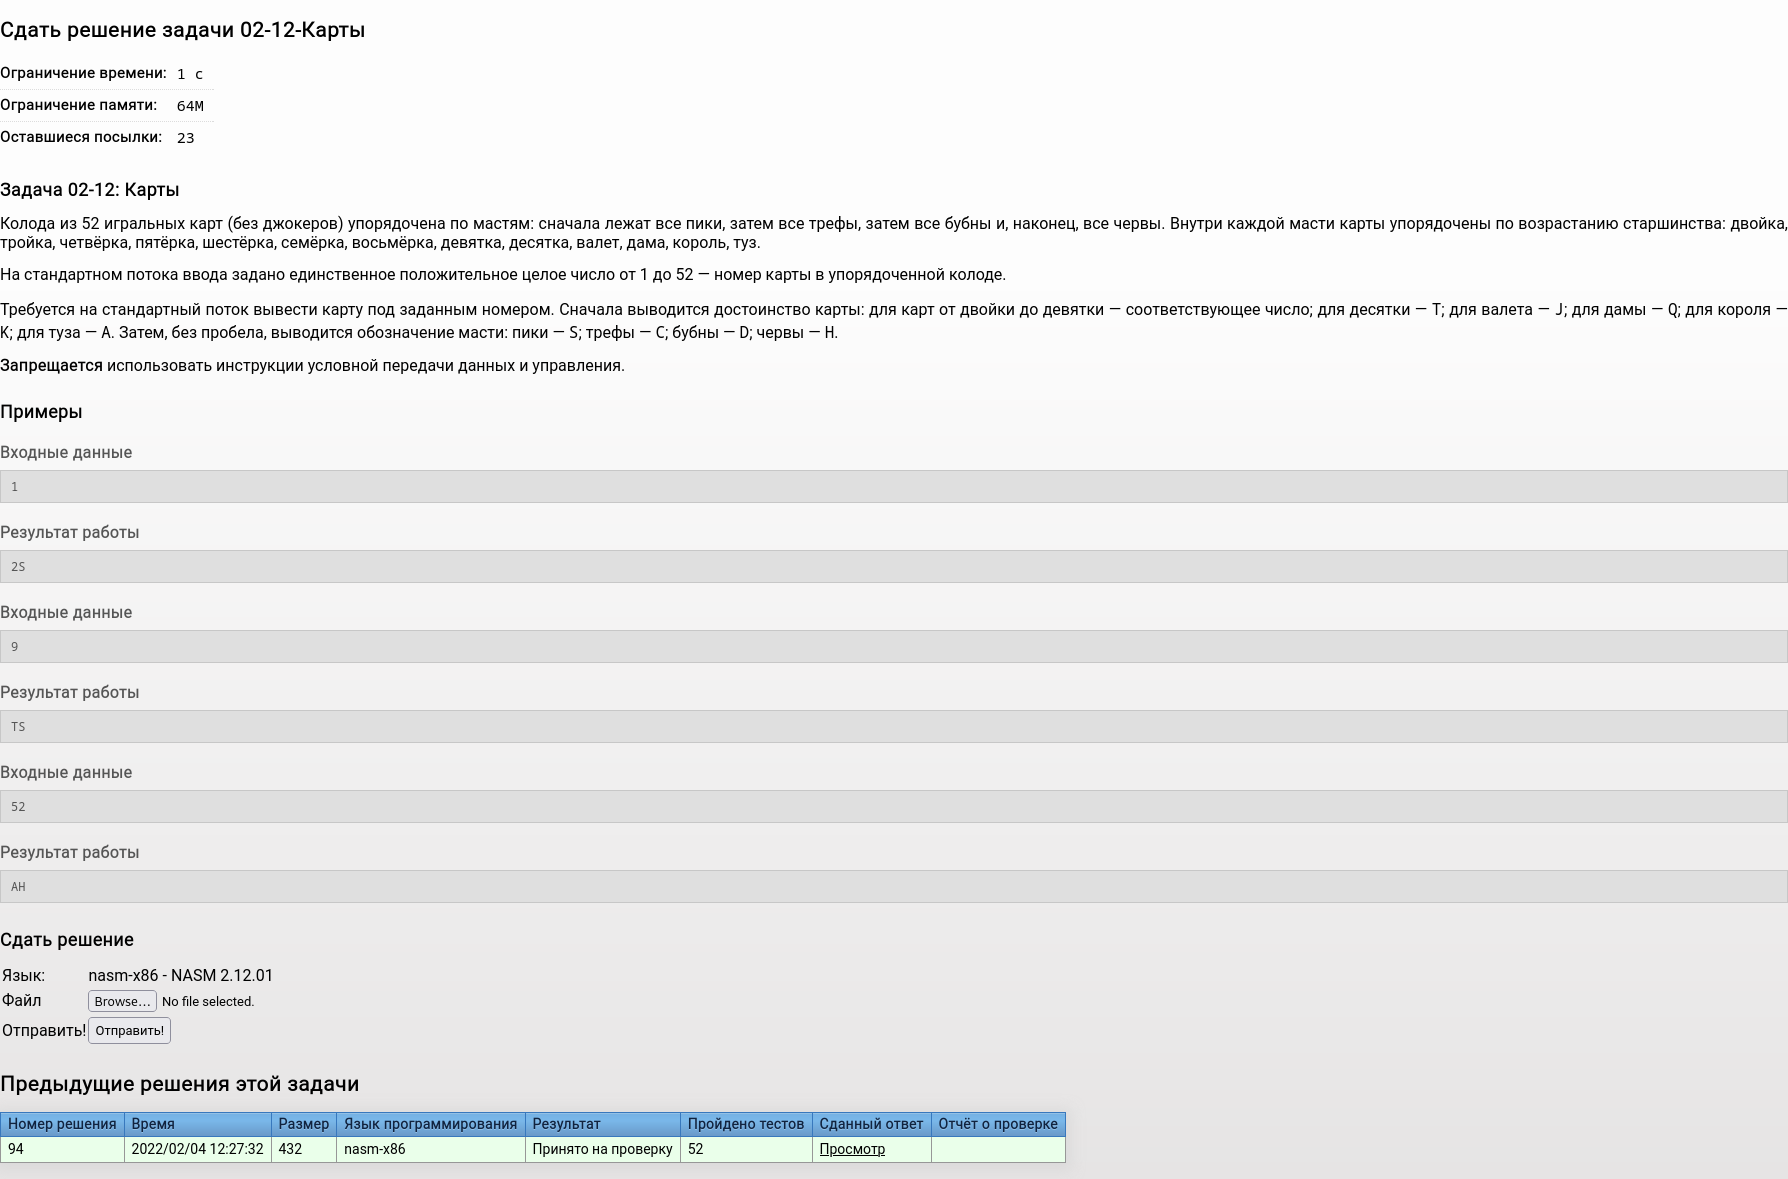 Сдать решение задачи 02-12-Карты
Ограничение времени: 1 с
Ограничение памяти: 64M
Оставшиеся посылки: 23
Задача 02-12: Карты
Колода из 52 игральных карт (без джокеров) упорядочена по мастям: сначала лежат все пики, затем все трефы, затем все бубны и, наконец, все червы. Внутри каждой масти карты упорядочены по возрастанию старшинства: двойка,
тройка, четвёрка, пятёрка, шестёрка, семёрка, восьмёрка, девятка, десятка, валет, дама, король, туз.
На стандартном потока ввода задано единственное положительное целое число от 1 до 52 — номер карты в упорядоченной колоде.
Требуется на стандартный поток вывести карту под заданным номером. Сначала выводится достоинство карты: для карт от двойки до девятки — соответствующее число; для десятки — T; для валета — J; для дамы — Q; для короля —
K; для туза — A. Затем, без пробела, выводится обозначение масти: пики — S; трефы — C; бубны — D; червы — H.
Запрещается использовать инструкции условной передачи данных и управления.
Примеры
Входные данные
1
Результат работы
2S
Входные данные
9
Результат работы
TS
Входные данные
52
Результат работы
AH
Сдать решение
Язык: nasm-x86 - NASM 2.12.01
Файл Browse... No file selected.
Отправить! Отправить!
Предыдущие решения этой задачи
Номер решения Время Размер Язык программирования Результат Пройдено тестов Сданный ответ Отчёт о проверке
94 2022/02/04 12:27:32 432 nasm-x86 Принято на проверку 52 Просмотр